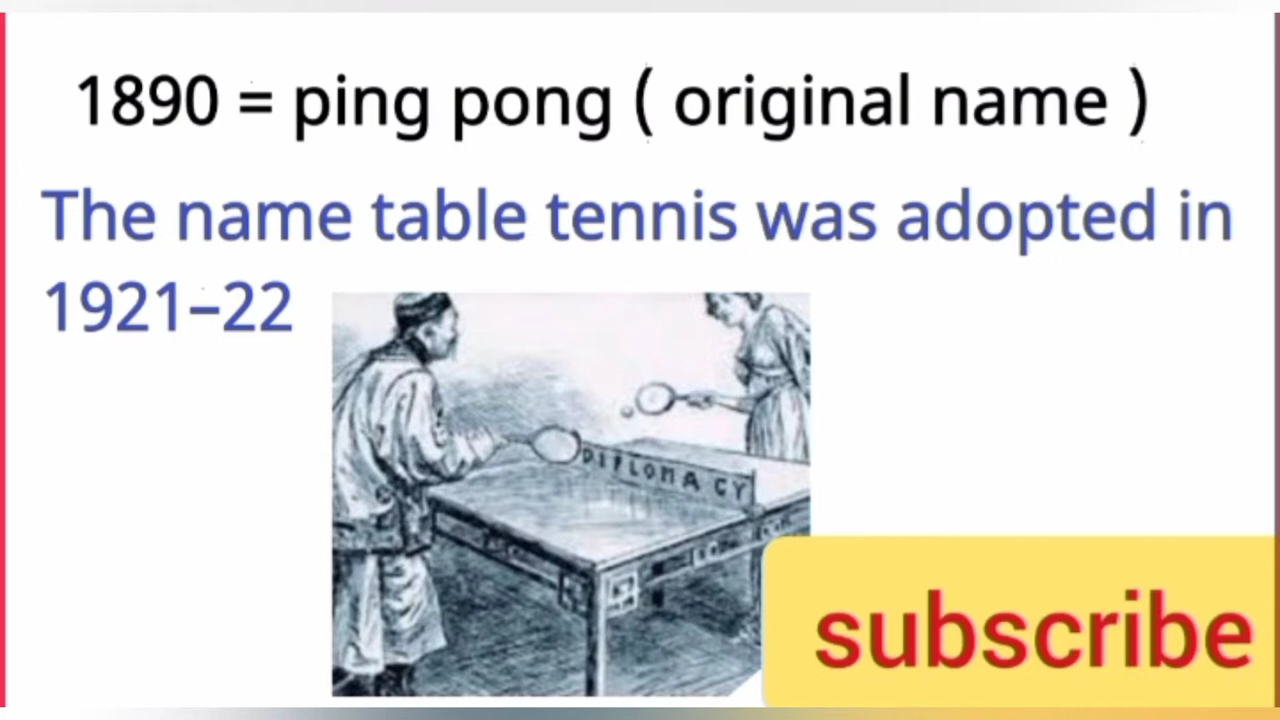 1890 = ping pong ( original name )
The name table tennis was adopted in
1921–22
DIPLOMACY
subscribe